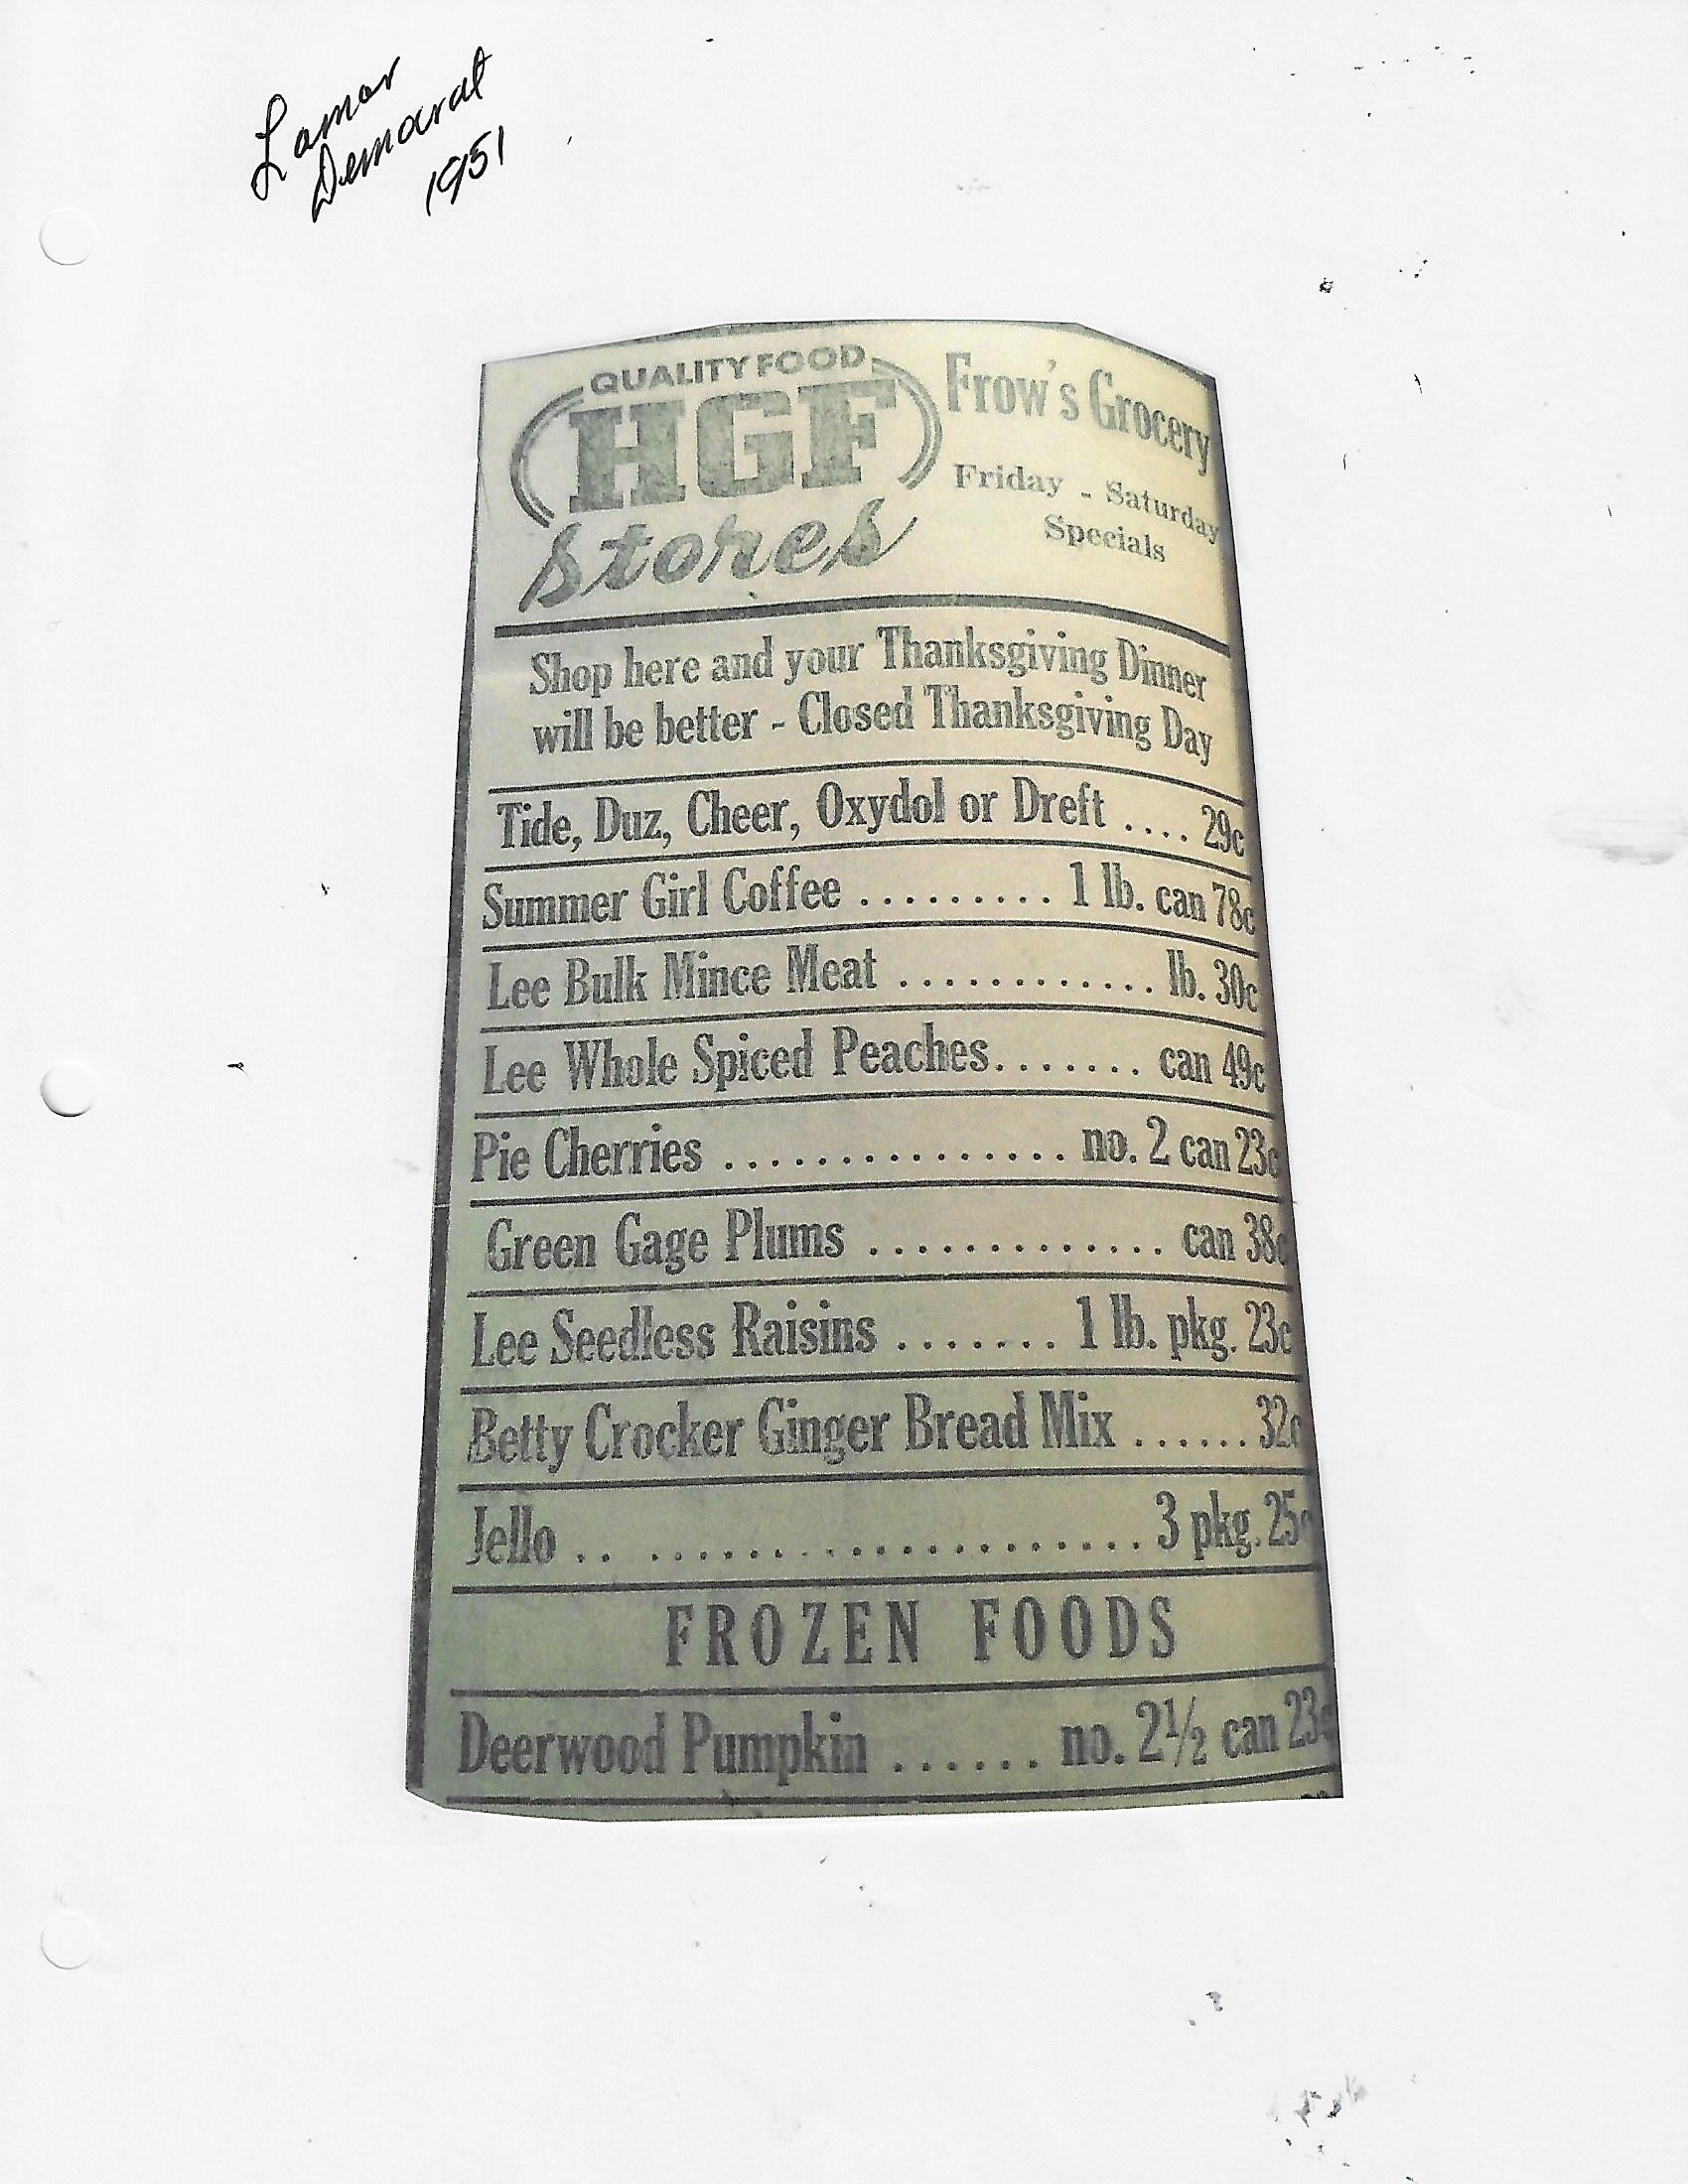 Lamar
Demarat
1951
QUALITY FOOD
HGF
stores
Frow's Grocery
Friday - Saturday
Specials
Shop here and your Thanksgiving Dinner
will be better - Closed Thanksgiving Day
Tide, Duz, Cheer, Oxydol or Dreft .... 29c
Summer Girl Coffee .......... 1 lb. can 78c
Lee Bulk Mince Meat ............. lb. 30c
Lee Whole Spiced Peaches........ can 49c
Pie Cherries ................. no. 2 can 23c
Green Gage Plums .............. can 38c
Lee Seedless Raisins ........ 1 lb. pkg. 23c
Betty Crocker Ginger Bread Mix ...... 32c
Jello .. ...................... 3 pkg. 25c
FROZEN FOODS
Deerwood Pumpkin ....... no. 2½ can 23c